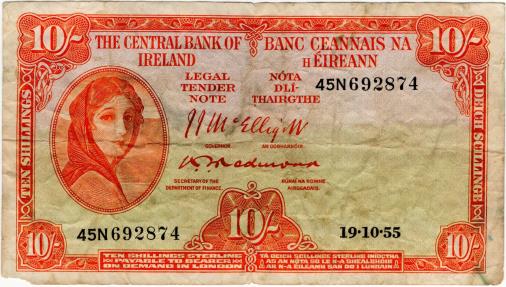 10/-
THE CENTRAL BANK OF IRELAND
BANC CEANNAIS NA hÉIREANN
10/-
LEGAL TENDER NOTE
NÓTA DLÍ-THAIRGTHE
45N692874
TEN SHILLINGS
DEICH SCILLINGE
GOVERNOR
AN GOBHARNÓIR
SECRETARY OF THE DEPARTMENT OF FINANCE.
RÚNAÍ NA ROINNE AIRGEADAIS.
45N692874
10/-
19·10·55
10/-
TEN SHILLINGS STERLING
PAYABLE TO BEARER
ON DEMAND IN LONDON
10/-